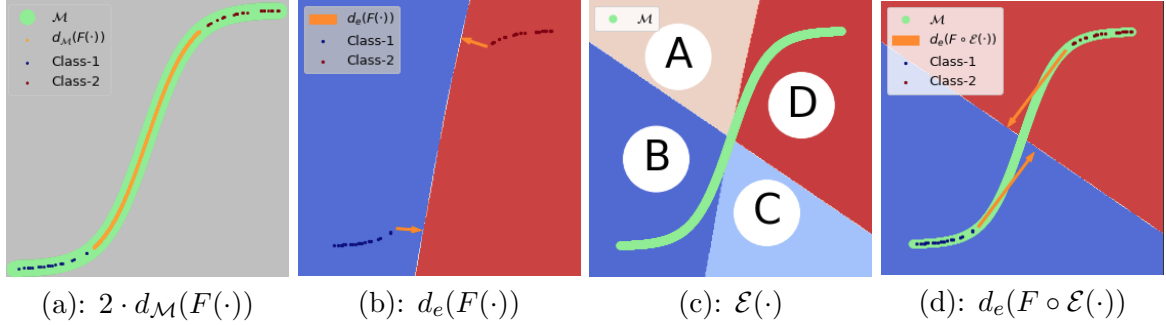 ℳ
d_ℳ(F(·))
Class-1
Class-2
d_e(F(·))
Class-1
Class-2
ℳ
A
B
C
D
ℳ
d_e(F ∘ ℰ(·))
Class-1
Class-2
(a): 2 · d_ℳ(F(·))
(b): d_e(F(·))
(c): ℰ(·)
(d): d_e(F ∘ ℰ(·))